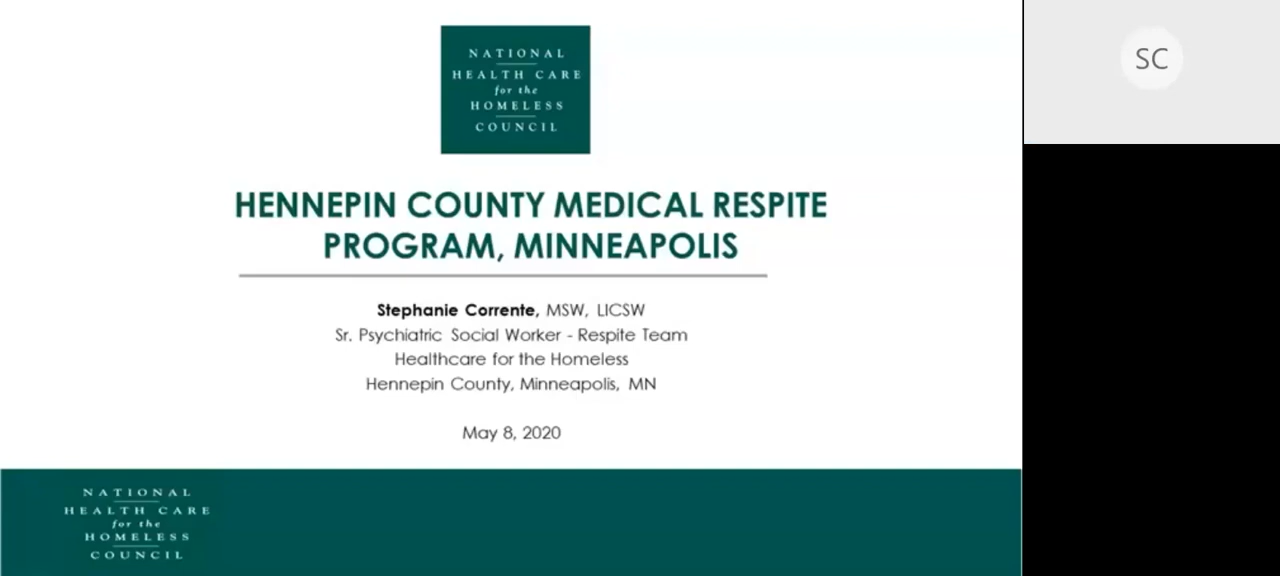 NATIONAL
HEALTH CARE
for the
HOMELESS
COUNCIL
SC
HENNEPIN COUNTY MEDICAL RESPITE
PROGRAM, MINNEAPOLIS
Stephanie Corrente, MSW, LICSW
Sr. Psychiatric Social Worker - Respite Team
Healthcare for the Homeless
Hennepin County, Minneapolis, MN
May 8, 2020
NATIONAL
HEALTH CARE
for the
HOMELESS
COUNCIL